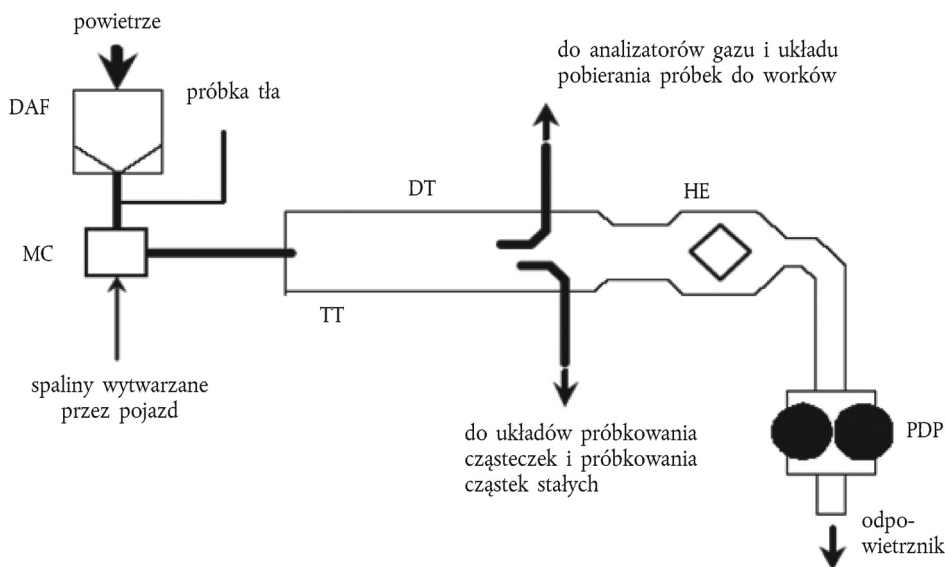 powietrze
do analizatorów gazu i układu
pobierania próbek do worków
próbka tła
DAF
DT
HE
MC
TT
spaliny wytwarzane
przez pojazd
do układów próbkowania
cząsteczek i próbkowania
cząstek stałych
PDP
odpo-
wietrznik